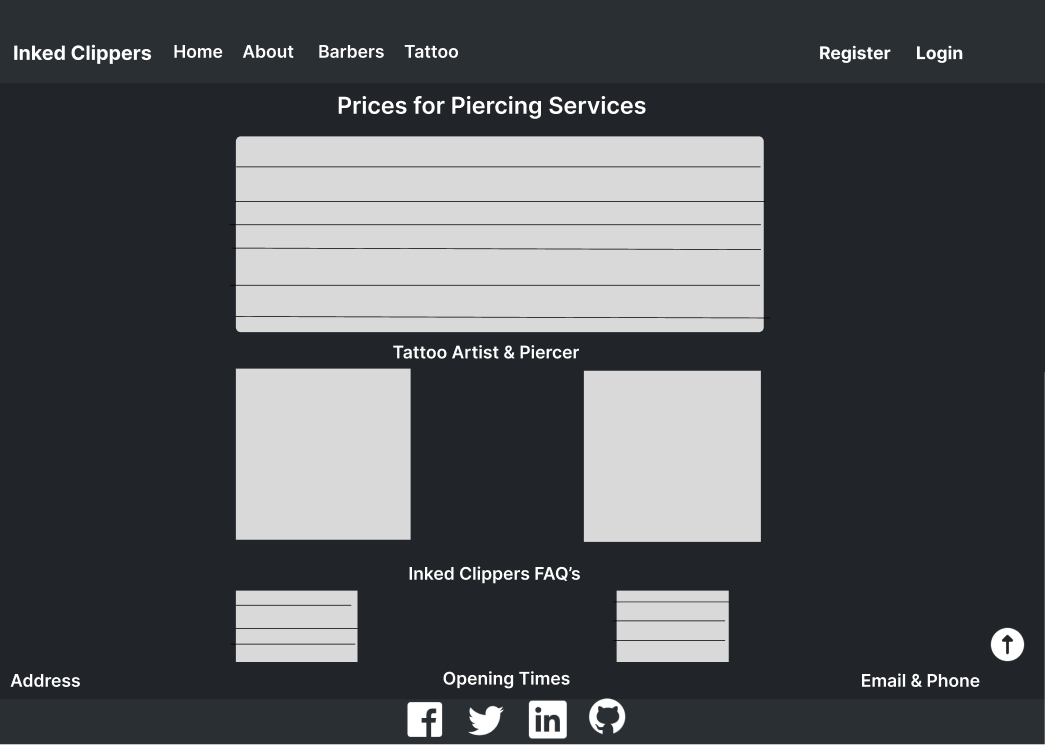 Inked Clippers Home About Barbers Tattoo Register Login
Prices for Piercing Services
Tattoo Artist & Piercer
Inked Clippers FAQ’s
Address Opening Times Email & Phone
in